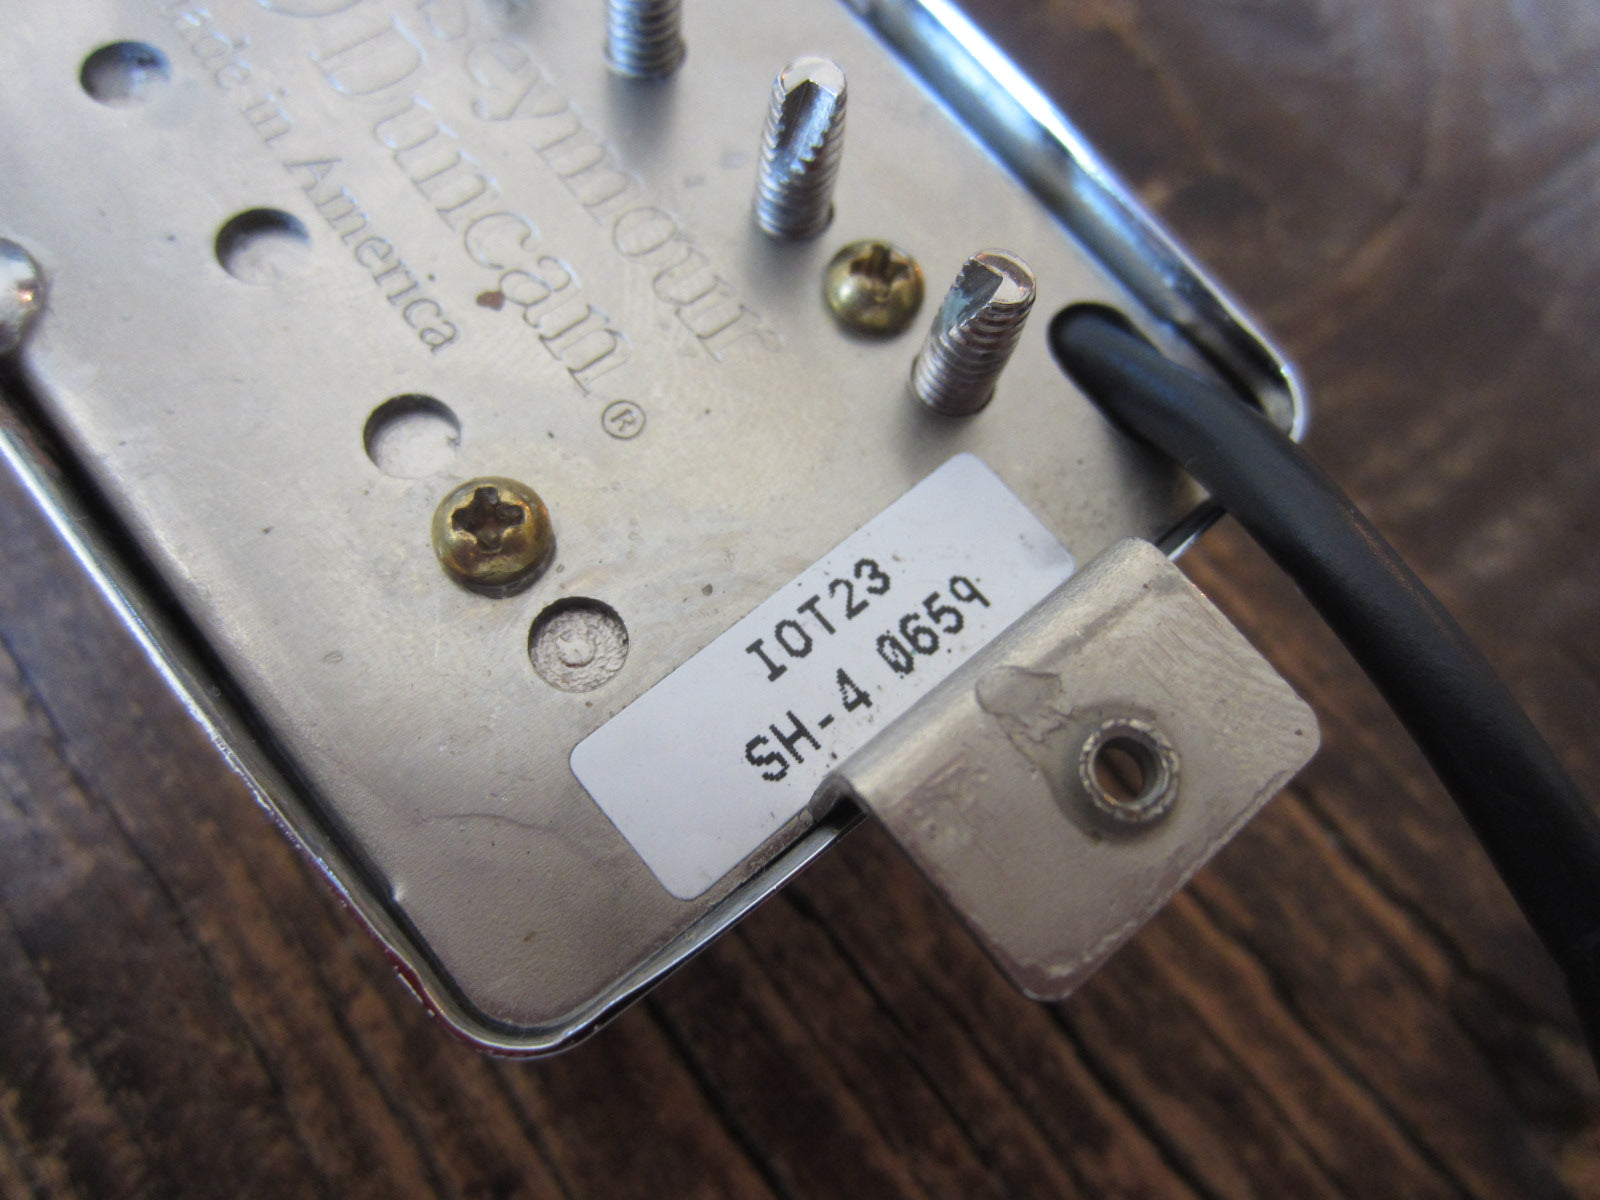 Seymour
Duncan®
Made in America
IOT23
SH-4 0659